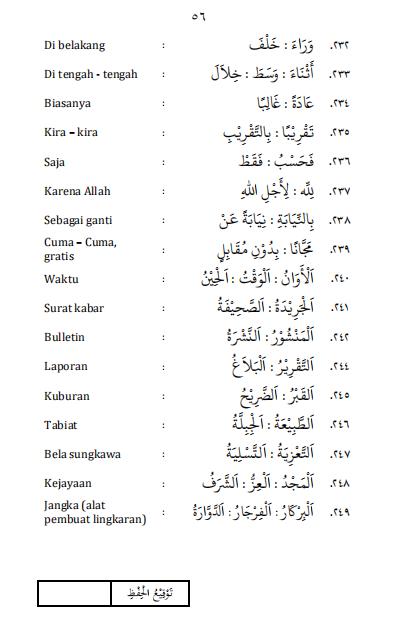 ٥٦
Di belakang : وَرَاءَ : خَلْفَ .٢٣٢
Di tengah - tengah : أَثْنَاءَ : وَسَطَ : خِلاَلَ .٢٣٣
Biasanya : عَادَةً : غَالِبًا .٢٣٤
Kira – kira : تَقْرِيْبًا : بِالتَّقْرِيْبِ .٢٣٥
Saja : فَحَسْبُ : فَقَطْ .٢٣٦
Karena Allah : لِلّٰهِ : لِأَجْلِ اللهِ .٢٣٧
Sebagai ganti : بِالنِّيَابَةِ : نِيَابَةً عَنْ .٢٣٨
Cuma – Cuma,
gratis : مَجَّانًا : بِدُوْنِ مُقَابِلٍ .٢٣٩
Waktu : اَلْأَوَانُ : اَلْوَقْتُ : اَلْحِيْنُ .٢٤٠
Surat kabar : اَلْجَرِيْدَةُ : اَلصَّحِيْفَةُ .٢٤١
Bulletin : اَلْمَنْشُوْرُ : اَلنَّشْرَةُ .٢٤٢
Laporan : اَلتَّقْرِيْرُ : اَلْبَلاَغُ .٢٤٤
Kuburan : اَلْقَبْرُ : اَلضَّرِيْحُ .٢٤٥
Tabiat : اَلطَّبِيْعَةُ : اَلْجِبِلَّةُ .٢٤٦
Bela sungkawa : اَلتَّعْزِيَةُ : اَلتَّسْلِيَةُ .٢٤٧
Kejayaan : اَلْمَجْدُ : اَلْعِزُّ : اَلشَّرَفُ .٢٤٨
Jangka (alat
pembuat lingkaran) : اَلْبِرْكَارُ : اَلْفِرْجَارُ : اَلدَّوَّارَةُ .٢٤٩
تَوْقِيْعُ الْحِفْظِ